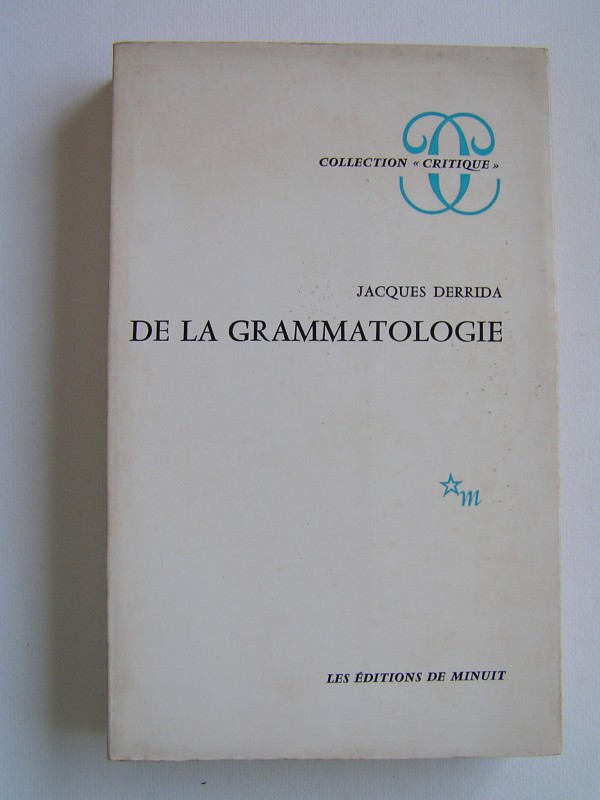 COLLECTION « CRITIQUE »
JACQUES DERRIDA
DE LA GRAMMATOLOGIE
m
LES ÉDITIONS DE MINUIT